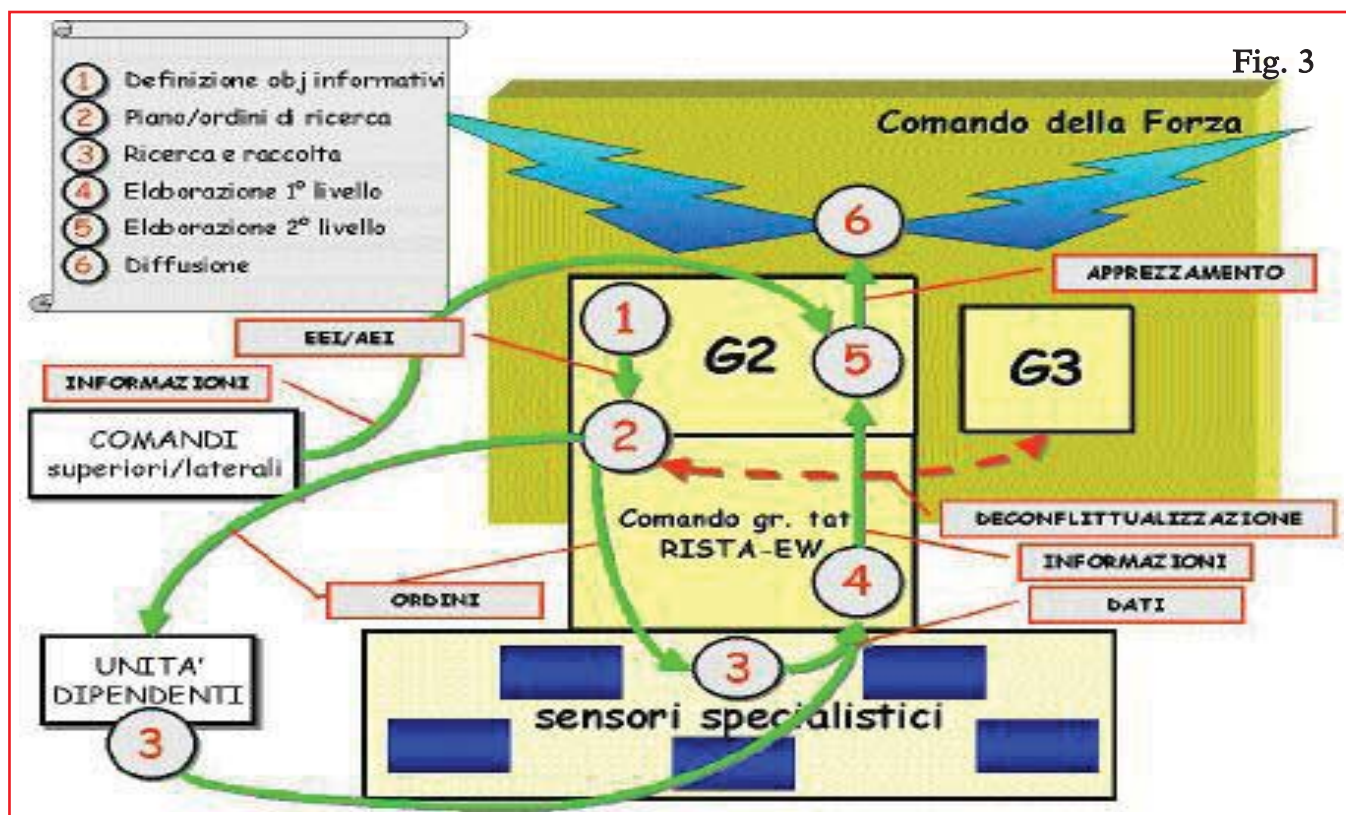 Fig. 3
1 Definizione obj informativi
2 Piano/ordini di ricerca
3 Ricerca e raccolta
4 Elaborazione 1° livello
5 Elaborazione 2° livello
6 Diffusione
Comando della Forza
6
APPREZZAMENTO
1
EEI/AEI
G2
5
G3
INFORMAZIONI
2
COMANDI
superiori/laterali
Comando gr. tat
RISTA-EW
DECONFLITTUALIZZAZIONE
INFORMAZIONI
4
ORDINI
DATI
UNITA'
DIPENDENTI
3
3
sensori specialistici